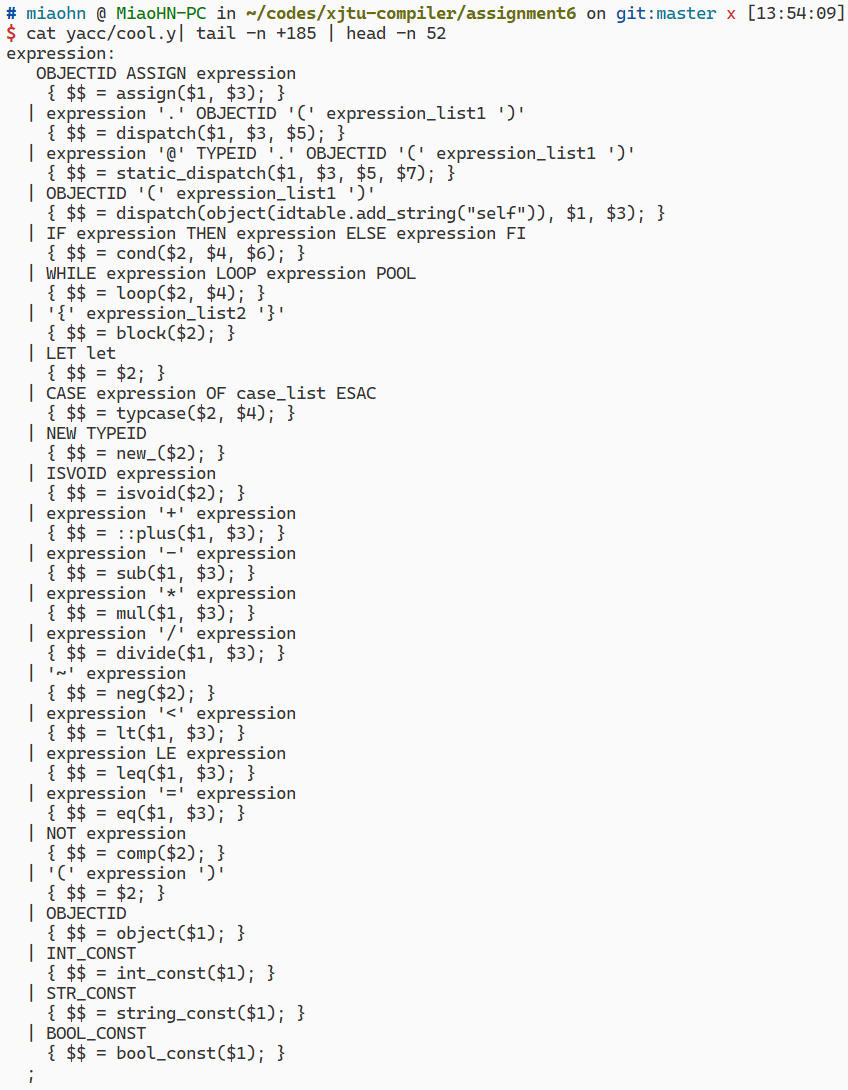 # miaohn @ MiaoHN-PC in ~/codes/xjtu-compiler/assignment6 on git:master x [13:54:09]
$ cat yacc/cool.y| tail -n +185 | head -n 52
expression:
   OBJECTID ASSIGN expression
    { $$ = assign($1, $3); }
  | expression '.' OBJECTID '(' expression_list1 ')'
    { $$ = dispatch($1, $3, $5); }
  | expression '@' TYPEID '.' OBJECTID '(' expression_list1 ')'
    { $$ = static_dispatch($1, $3, $5, $7); }
  | OBJECTID '(' expression_list1 ')'
    { $$ = dispatch(object(idtable.add_string("self")), $1, $3); }
  | IF expression THEN expression ELSE expression FI
    { $$ = cond($2, $4, $6); }
  | WHILE expression LOOP expression POOL
    { $$ = loop($2, $4); }
  | '{' expression_list2 '}'
    { $$ = block($2); }
  | LET let
    { $$ = $2; }
  | CASE expression OF case_list ESAC
    { $$ = typcase($2, $4); }
  | NEW TYPEID
    { $$ = new_($2); }
  | ISVOID expression
    { $$ = isvoid($2); }
  | expression '+' expression
    { $$ = ::plus($1, $3); }
  | expression '-' expression
    { $$ = sub($1, $3); }
  | expression '*' expression
    { $$ = mul($1, $3); }
  | expression '/' expression
    { $$ = divide($1, $3); }
  | '~' expression
    { $$ = neg($2); }
  | expression '<' expression
    { $$ = lt($1, $3); }
  | expression LE expression
    { $$ = leq($1, $3); }
  | expression '=' expression
    { $$ = eq($1, $3); }
  | NOT expression
    { $$ = comp($2); }
  | '(' expression ')'
    { $$ = $2; }
  | OBJECTID
    { $$ = object($1); }
  | INT_CONST
    { $$ = int_const($1); }
  | STR_CONST
    { $$ = string_const($1); }
  | BOOL_CONST
    { $$ = bool_const($1); }
  ;